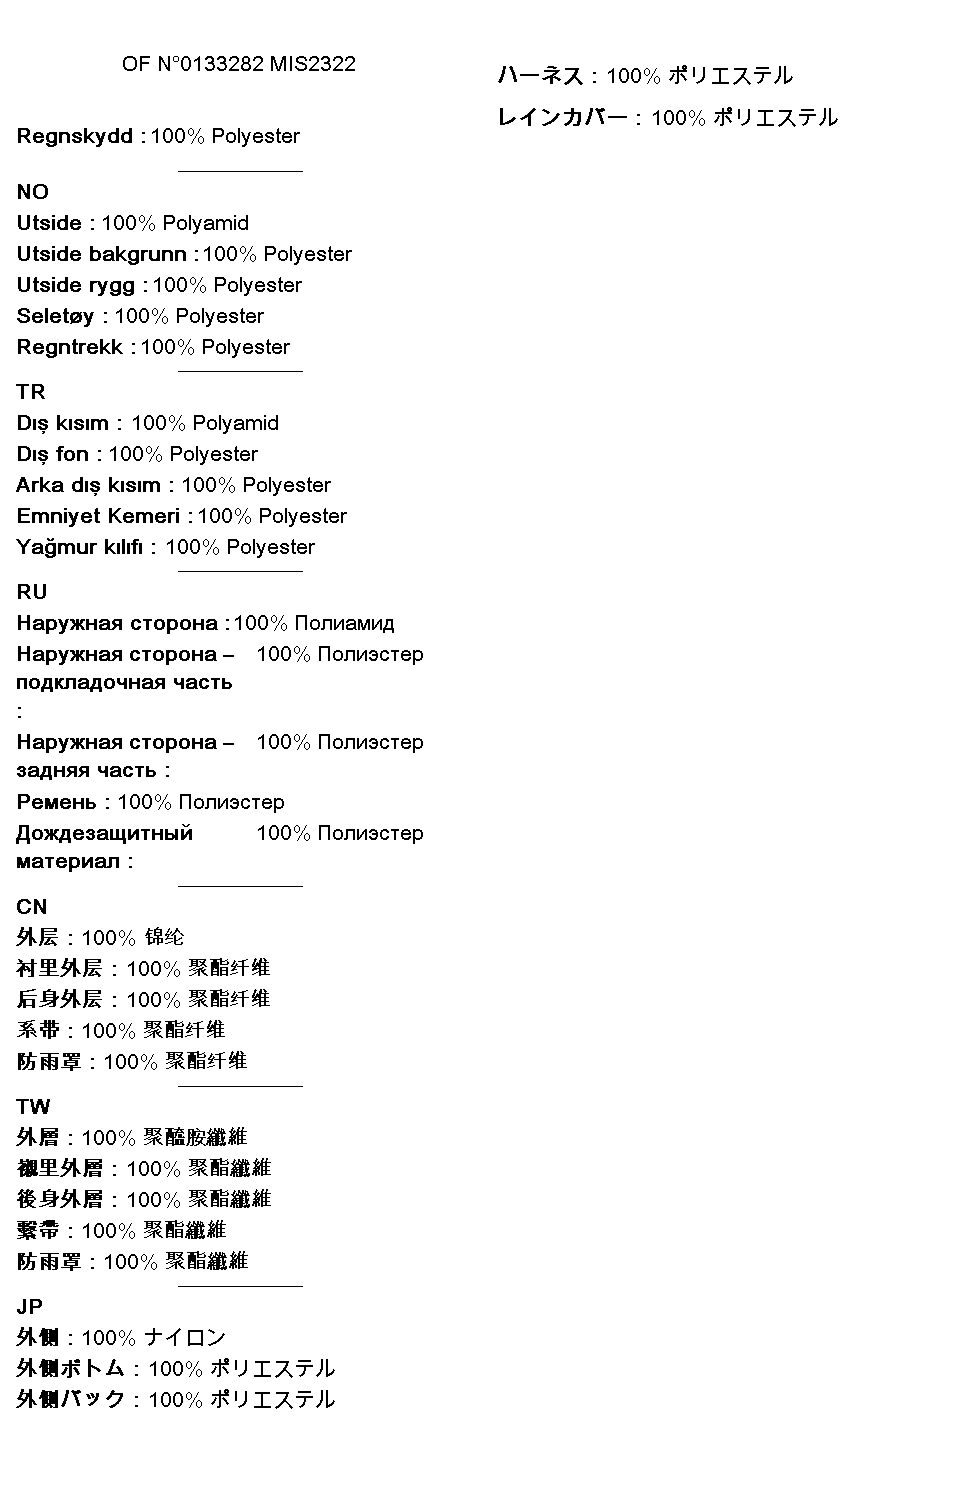 OF N°0133282 MIS2322
Regnskydd : 100% Polyester
NO
Utside : 100% Polyamid
Utside bakgrunn : 100% Polyester
Utside rygg : 100% Polyester
Seletøy : 100% Polyester
Regntrekk : 100% Polyester
TR
Dış kısım : 100% Polyamid
Dış fon : 100% Polyester
Arka dış kısım : 100% Polyester
Emniyet Kemeri : 100% Polyester
Yağmur kılıfı : 100% Polyester
RU
Наружная сторона : 100% Полиамид
Наружная сторона – 100% Полиэстер
подкладочная часть
:
Наружная сторона – 100% Полиэстер
задняя часть :
Ремень : 100% Полиэстер
Дождезащитный 100% Полиэстер
материал :
CN
外层 : 100% 锦纶
衬里外层 : 100% 聚酯纤维
后身外层 : 100% 聚酯纤维
系带 : 100% 聚酯纤维
防雨罩 : 100% 聚酯纤维
TW
外層 : 100% 聚醯胺纖維
襯里外層 : 100% 聚酯纖維
後身外層 : 100% 聚酯纖維
繫帶 : 100% 聚酯纖維
防雨罩 : 100% 聚酯纖維
JP
外側 : 100% ナイロン
外側ボトム : 100% ポリエステル
外側バック : 100% ポリエステル
ハーネス : 100% ポリエステル
レインカバー : 100% ポリエステル